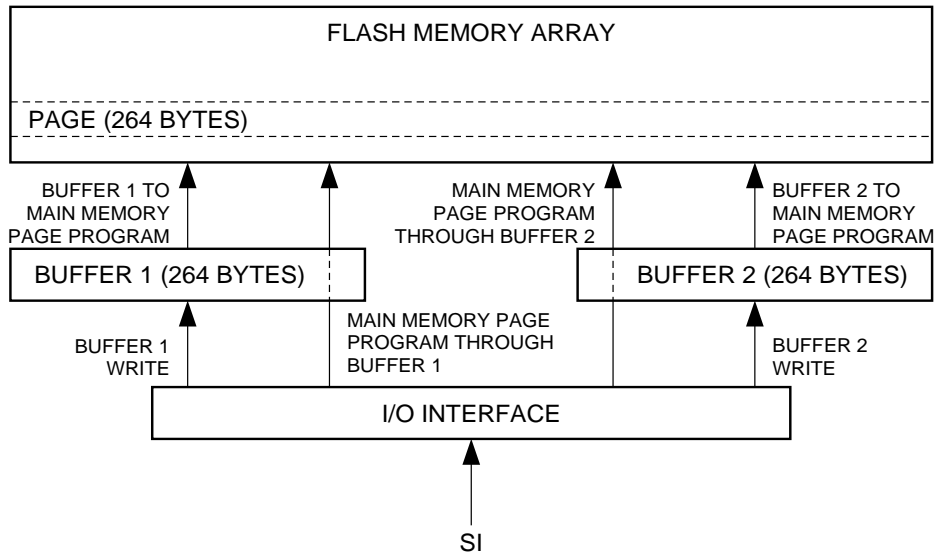 FLASH MEMORY ARRAY
PAGE (264 BYTES)
BUFFER 1 TO
MAIN MEMORY
PAGE PROGRAM
MAIN MEMORY
PAGE PROGRAM
THROUGH BUFFER 2
BUFFER 2 TO
MAIN MEMORY
PAGE PROGRAM
BUFFER 1 (264 BYTES)
BUFFER 2 (264 BYTES)
BUFFER 1
WRITE
MAIN MEMORY PAGE
PROGRAM THROUGH
BUFFER 1
BUFFER 2
WRITE
I/O INTERFACE
SI